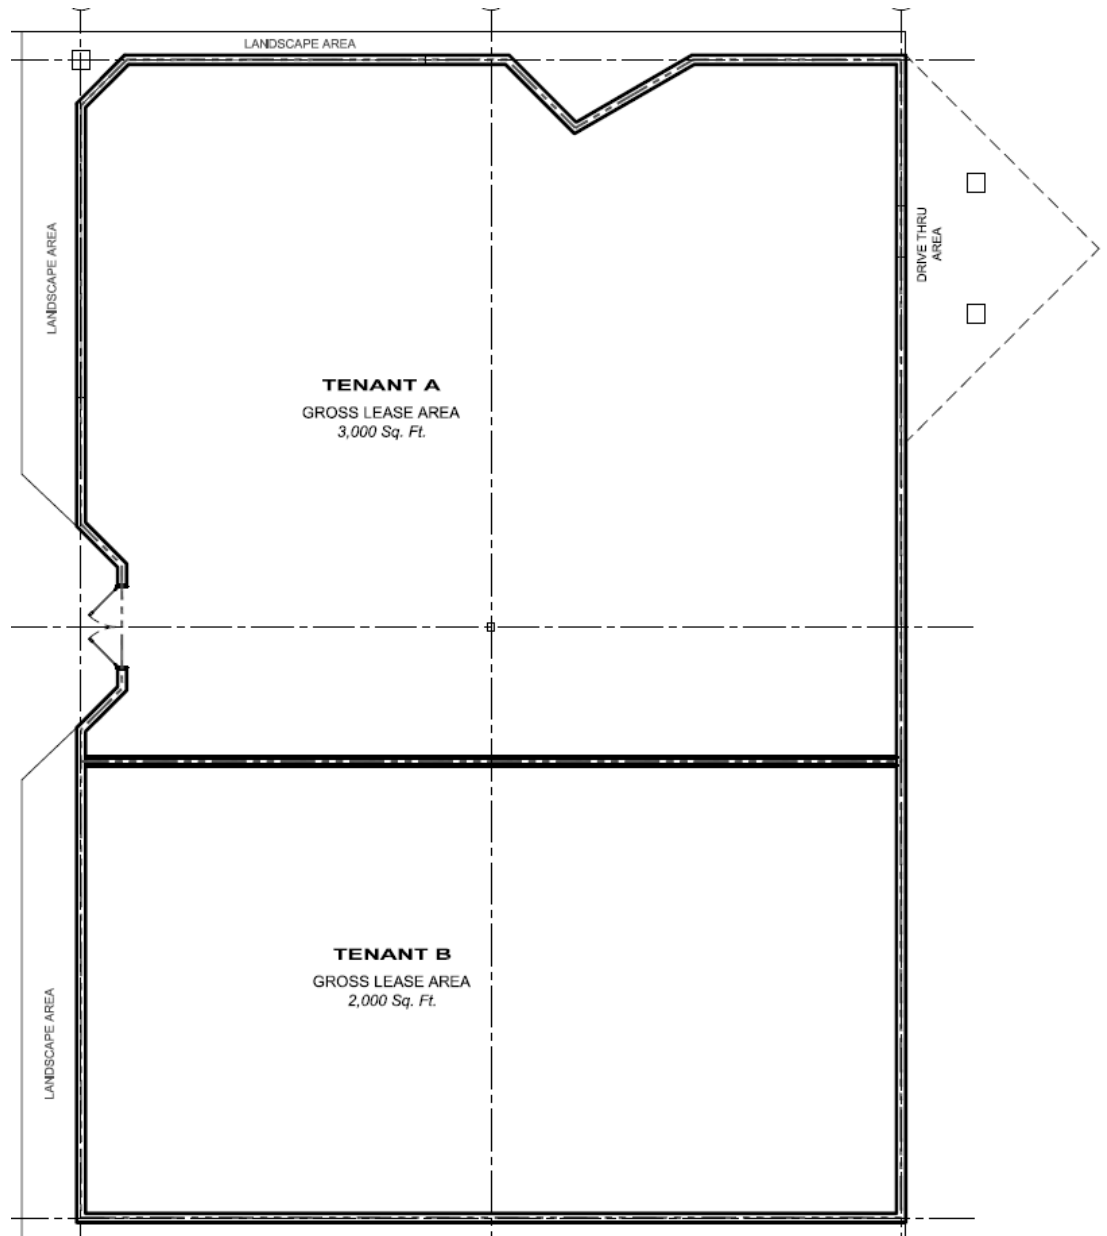 LANDSCAPE AREA
LANDSCAPE AREA
DRIVE THRU
AREA
TENANT A
GROSS LEASE AREA
3,000 Sq. Ft.
TENANT B
GROSS LEASE AREA
2,000 Sq. Ft.
LANDSCAPE AREA